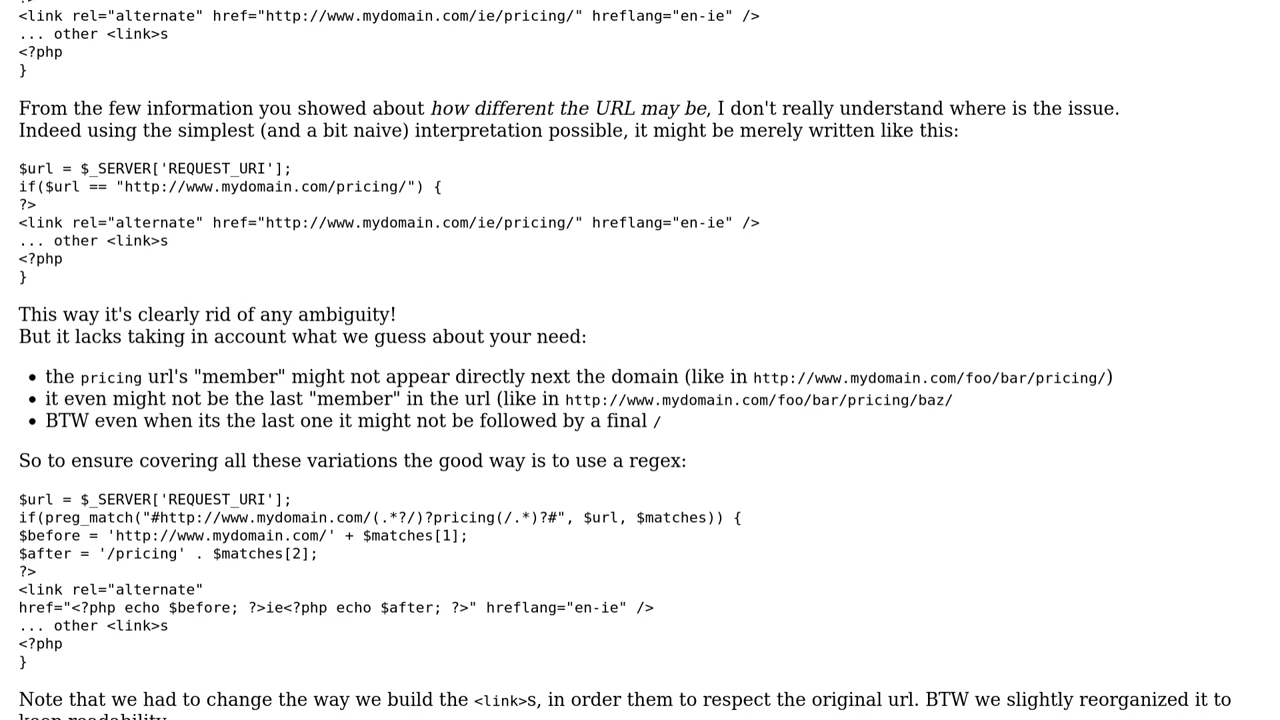 <link rel="alternate" href="http://www.mydomain.com/ie/pricing/" hreflang="en-ie" />
... other <link>s
<?php
}
From the few information you showed about how different the URL may be, I don't really understand where is the issue.
Indeed using the simplest (and a bit naive) interpretation possible, it might be merely written like this:
$url = $_SERVER['REQUEST_URI'];
if($url == "http://www.mydomain.com/pricing/") {
?>
<link rel="alternate" href="http://www.mydomain.com/ie/pricing/" hreflang="en-ie" />
... other <link>s
<?php
}
This way it's clearly rid of any ambiguity!
But it lacks taking in account what we guess about your need:
• the pricing url's "member" might not appear directly next the domain (like in http://www.mydomain.com/foo/bar/pricing/)
• it even might not be the last "member" in the url (like in http://www.mydomain.com/foo/bar/pricing/baz/
• BTW even when its the last one it might not be followed by a final /
So to ensure covering all these variations the good way is to use a regex:
$url = $_SERVER['REQUEST_URI'];
if(preg_match("#http://www.mydomain.com/(.*?/)?pricing(/.*)?#", $url, $matches)) {
$before = 'http://www.mydomain.com/' + $matches[1];
$after = '/pricing' . $matches[2];
?>
<link rel="alternate"
href="<?php echo $before; ?>ie<?php echo $after; ?>" hreflang="en-ie" />
... other <link>s
<?php
}
Note that we had to change the way we build the <link>s, in order them to respect the original url. BTW we slightly reorganized it to
keep readability.